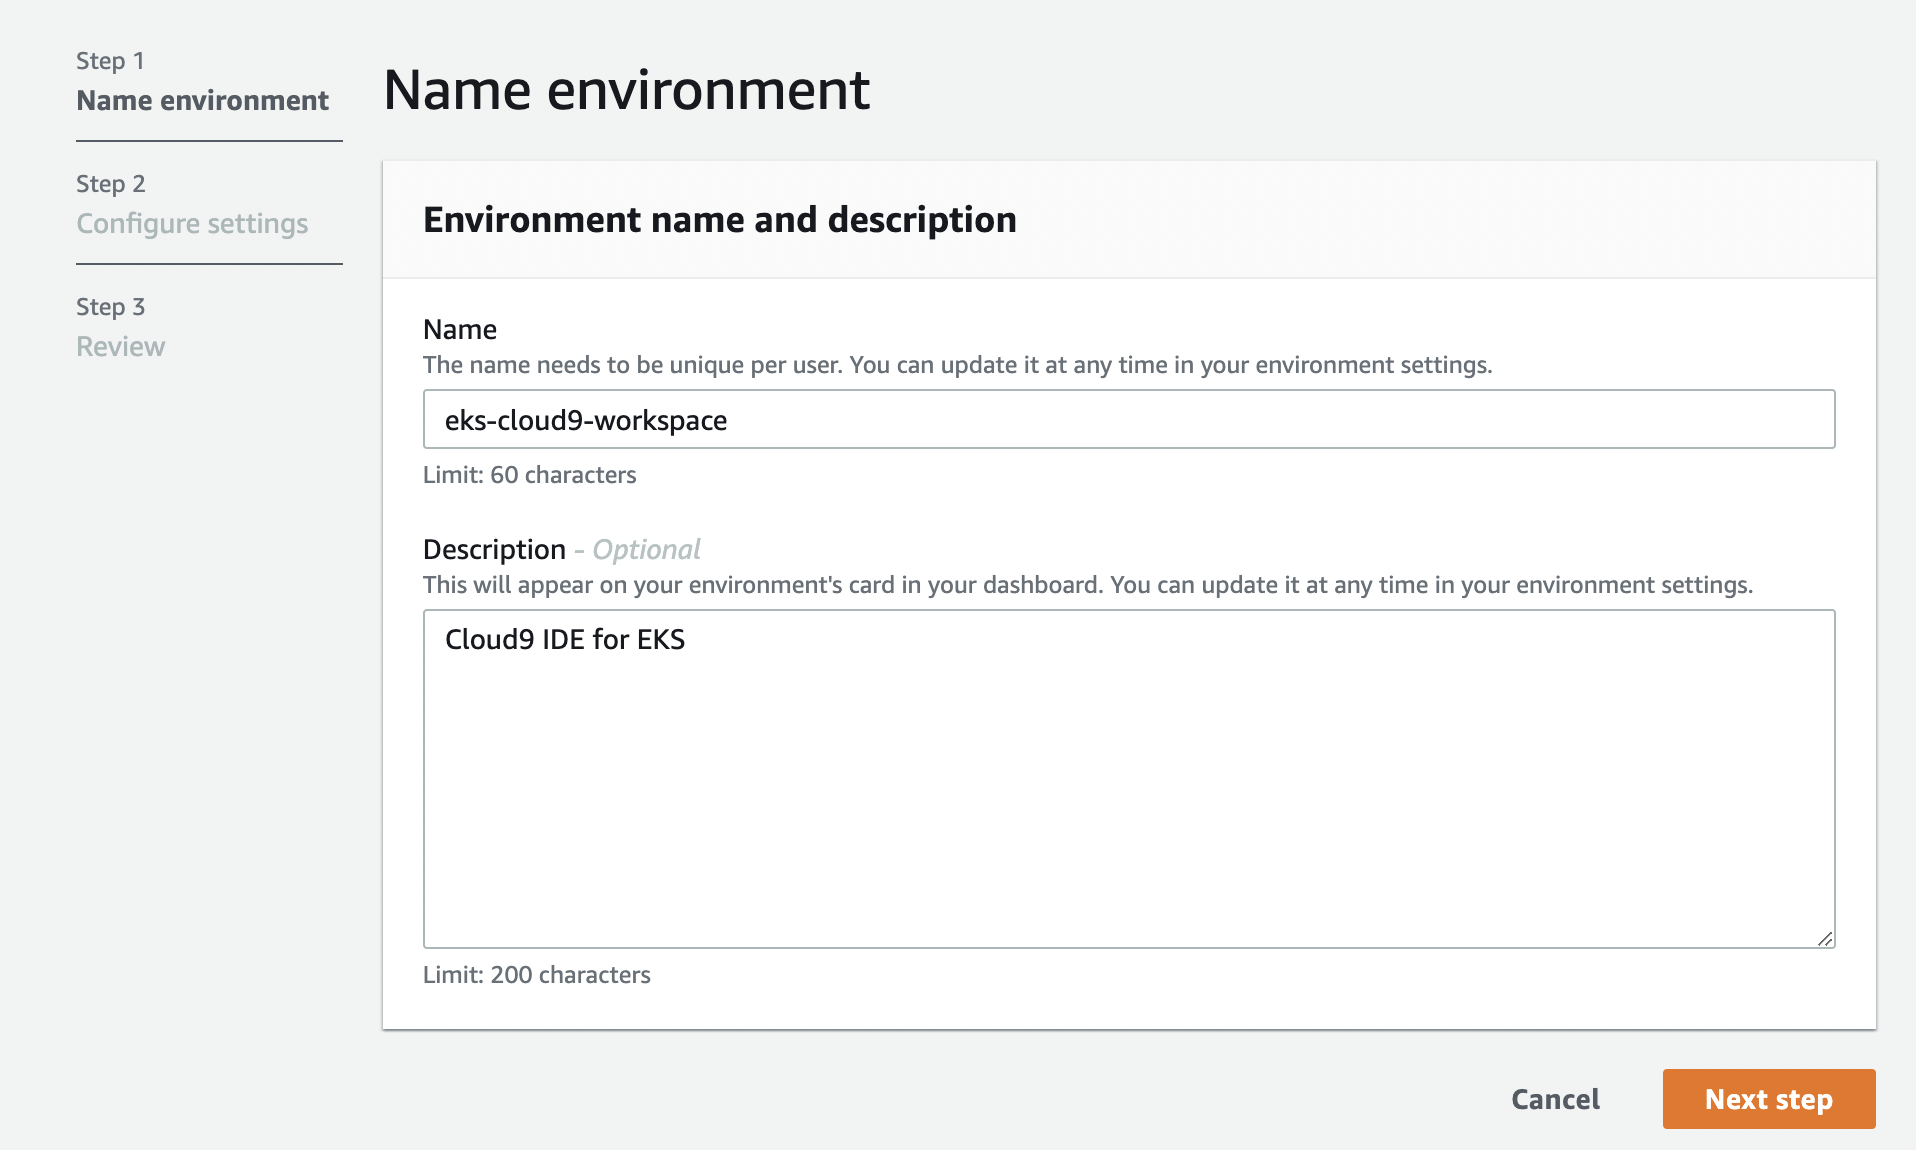 Step 1
Name environment
Step 2
Configure settings
Step 3
Review
Name environment
Environment name and description
Name
The name needs to be unique per user. You can update it at any time in your environment settings.
eks-cloud9-workspace
Limit: 60 characters
Description - Optional
This will appear on your environment's card in your dashboard. You can update it at any time in your environment settings.
Cloud9 IDE for EKS
Limit: 200 characters
Cancel
Next step